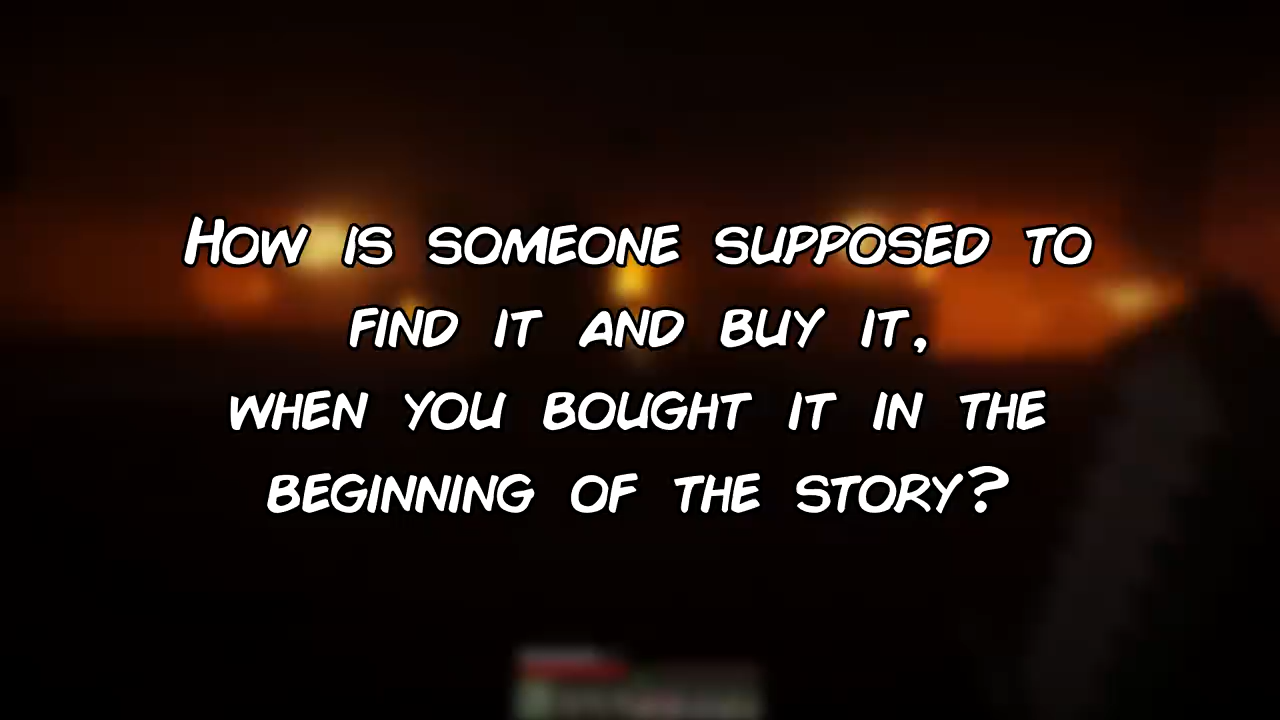 How is someone supposed to
find it and buy it,
when you bought it in the
beginning of the story?